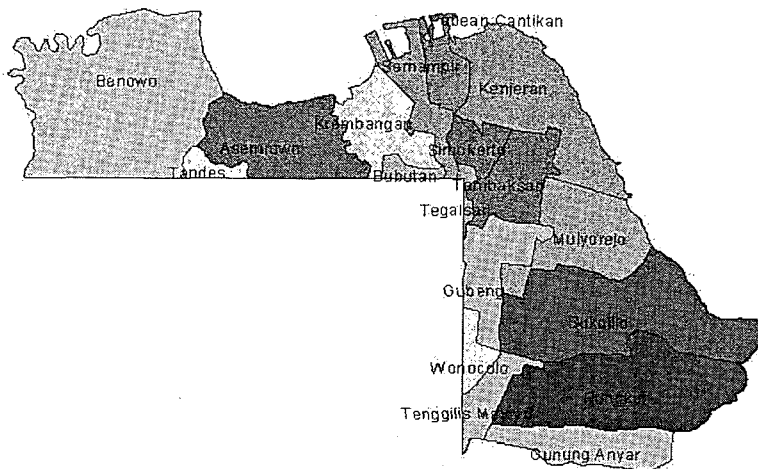 Pabean Cantikan
Semampir
Benowo
Kenjeran
Krembangan
Asemrowo
Simokerto
Tandes
Bubutan
Tambaksari
Tegalsari
Mulyorejo
Gubeng
Sukolilo
Wonocolo
Rungkut
Tenggilis Mejoyo
Gunung Anyar